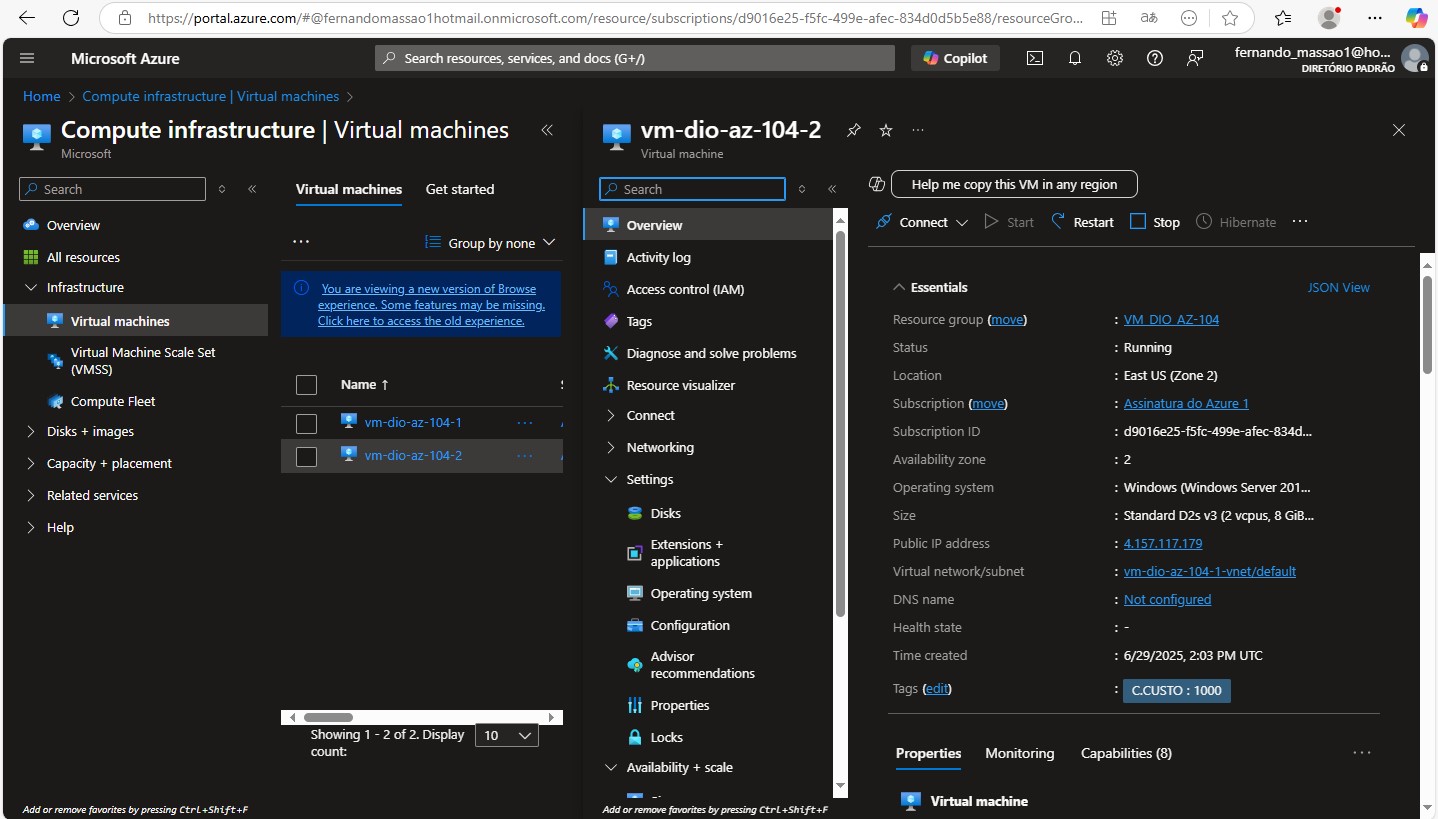 https://portal.azure.com/#@fernandomassao1hotmail.onmicrosoft.com/resource/subscriptions/d9016e25-f5fc-499e-afec-834d0d5b5e88/resourceGro...
Microsoft Azure
Search resources, services, and docs (G+/)
Copilot
fernando_massao1@ho...
DIRETÓRIO PADRÃO
Home > Compute infrastructure | Virtual machines >
Compute infrastructure | Virtual machines
Microsoft
Search
Overview
All resources
Infrastructure
Virtual machines
Virtual Machine Scale Set
(VMSS)
Compute Fleet
Disks + images
Capacity + placement
Related services
Help
Add or remove favorites by pressing Ctrl+Shift+F
Virtual machines
Get started
Group by none
You are viewing a new version of Browse
experience. Some features may be missing.
Click here to access the old experience.
Name ↑
vm-dio-az-104-1
vm-dio-az-104-2
Showing 1 - 2 of 2. Display
count:
10
vm-dio-az-104-2
Virtual machine
Search
Overview
Activity log
Access control (IAM)
Tags
Diagnose and solve problems
Resource visualizer
Connect
Networking
Settings
Disks
Extensions +
applications
Operating system
Configuration
Advisor
recommendations
Properties
Locks
Availability + scale
Add or remove favorites by pressing Ctrl+Shift+F
Help me copy this VM in any region
Connect
Start
Restart
Stop
Hibernate
Essentials
JSON View
Resource group (move) : VM_DIO_AZ-104
Status : Running
Location : East US (Zone 2)
Subscription (move) : Assinatura do Azure 1
Subscription ID : d9016e25-f5fc-499e-afec-834d...
Availability zone : 2
Operating system : Windows (Windows Server 201...
Size : Standard D2s v3 (2 vcpus, 8 GiB...
Public IP address : 4.157.117.179
Virtual network/subnet : vm-dio-az-104-1-vnet/default
DNS name : Not configured
Health state : -
Time created : 6/29/2025, 2:03 PM UTC
Tags (edit) : C.CUSTO : 1000
Properties
Monitoring
Capabilities (8)
Virtual machine